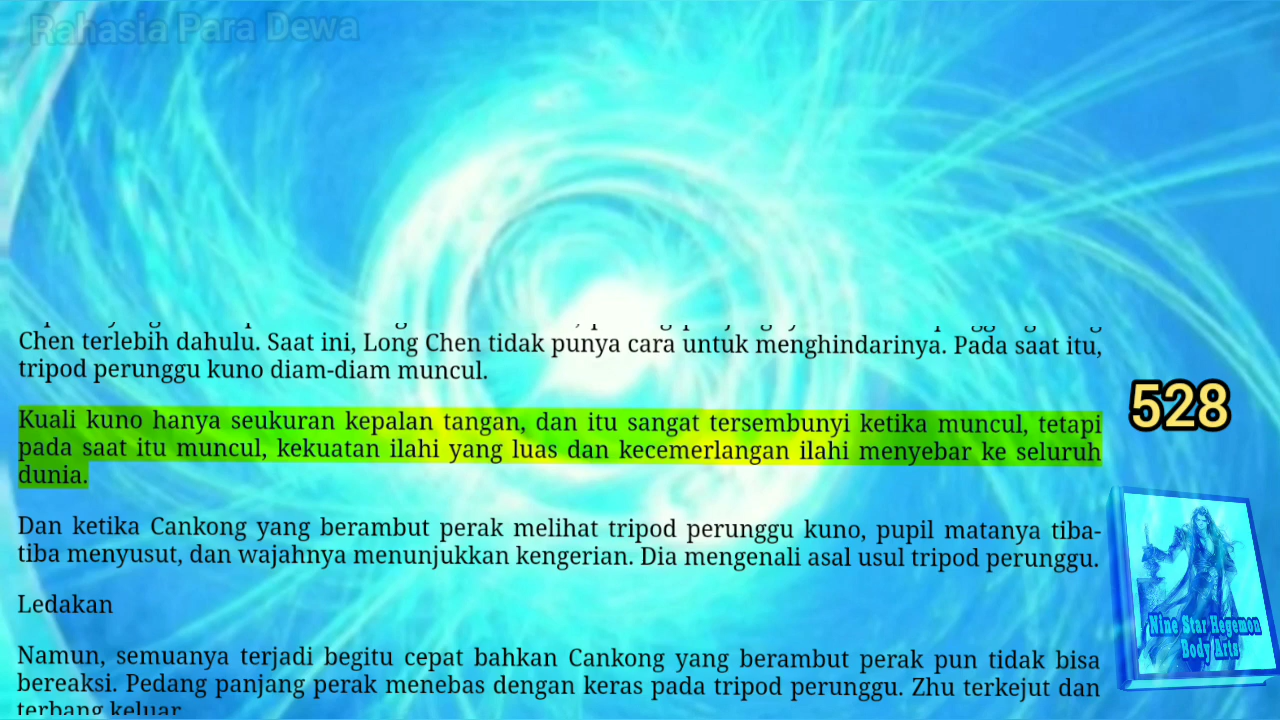 Rahasia Para Dewa
Chen terlebih dahulu. Saat ini, Long Chen tidak punya cara untuk menghindarinya. Pada saat itu,
tripod perunggu kuno diam-diam muncul.
Kuali kuno hanya seukuran kepalan tangan, dan itu sangat tersembunyi ketika muncul, tetapi
pada saat itu muncul, kekuatan ilahi yang luas dan kecemerlangan ilahi menyebar ke seluruh
dunia.
Dan ketika Cankong yang berambut perak melihat tripod perunggu kuno, pupil matanya tiba-
tiba menyusut, dan wajahnya menunjukkan kengerian. Dia mengenali asal usul tripod perunggu.
Ledakan
Namun, semuanya terjadi begitu cepat bahkan Cankong yang berambut perak pun tidak bisa
bereaksi. Pedang panjang perak menebas dengan keras pada tripod perunggu. Zhu terkejut dan
terbang keluar
528
Nine Star Hegemon
Body Arts